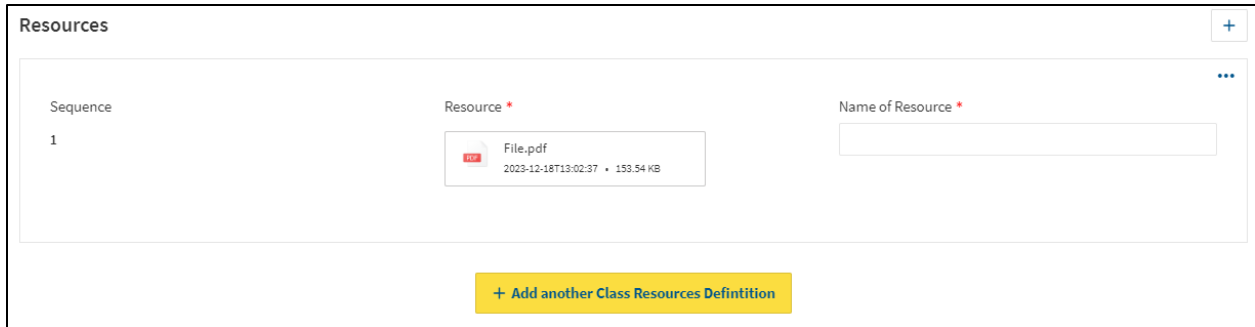 Resources
+
•••
Sequence
Resource *
Name of Resource *
1
PDF
File.pdf
2023-12-18T13:02:37 • 153.54 KB
+ Add another Class Resources Defintition